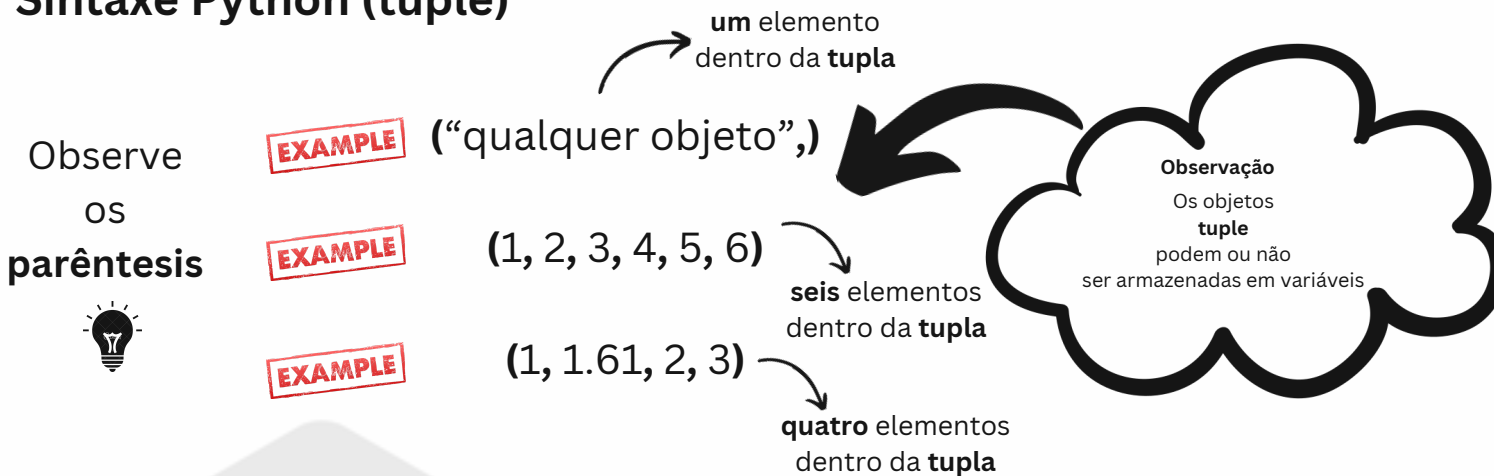 Sintaxe Python (tuple)
um elemento
dentro da tupla
Observe
os
parêntesis
EXAMPLE
(“qualquer objeto”,)
EXAMPLE
(1, 2, 3, 4, 5, 6)
seis elementos
dentro da tupla
EXAMPLE
(1, 1.61, 2, 3)
quatro elementos
dentro da tupla
Observação
Os objetos
tuple
podem ou não
ser armazenadas em variáveis